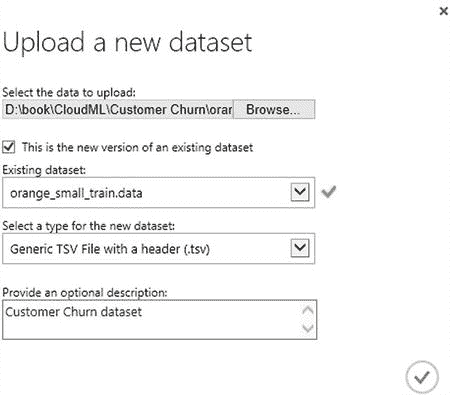 Upload a new dataset
Select the data to upload:
D:\book\CloudML\Customer Churn\orar Browse...
This is the new version of an existing dataset
Existing dataset:
orange_small_train.data
Select a type for the new dataset:
Generic TSV File with a header (.tsv)
Provide an optional description:
Customer Churn dataset